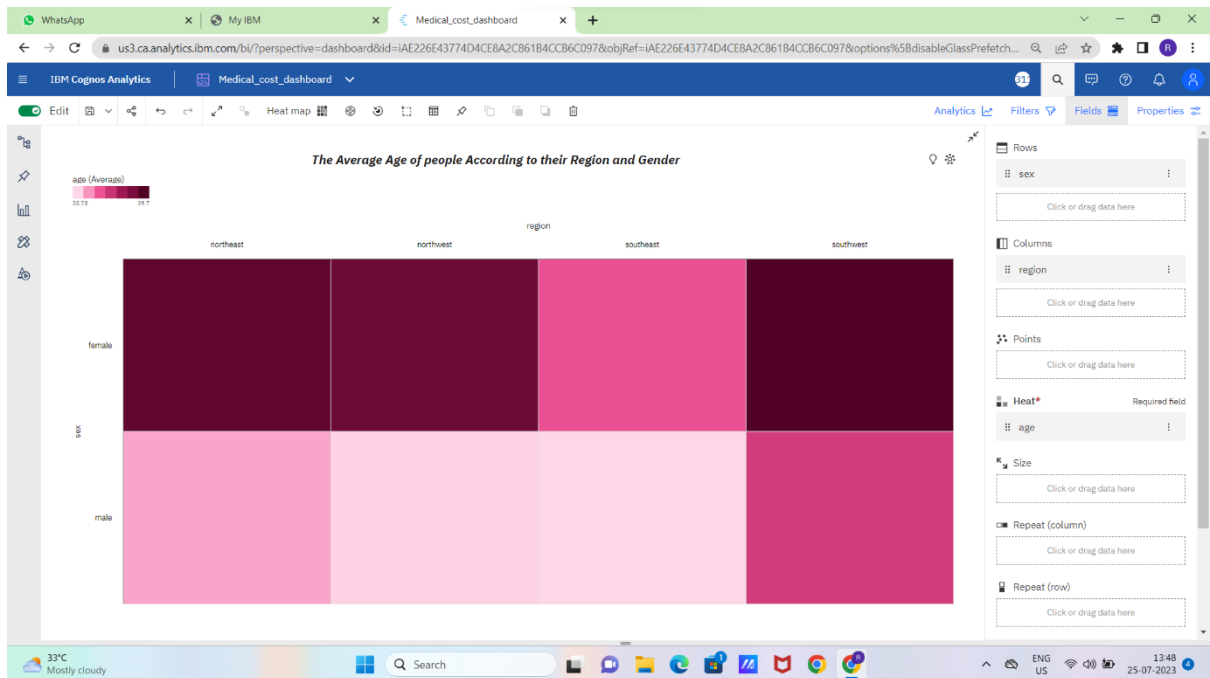 WhatsApp
My IBM
Medical_cost_dashboard
us3.ca.analytics.ibm.com/bi/?perspective=dashboard&id=iAE226E43774D4CE8A2C861B4CCB6C097&objRef=iAE226E43774D4CE8A2C861B4CCB6C097&options%5BdisableGlassPrefetch...
R
IBM Cognos Analytics
Medical_cost_dashboard
Edit
Heat map
Analytics
Filters
Fields
Properties
The Average Age of people According to their Region and Gender
age (Average)
38.78 39.7
region
northeast northwest southeast southwest
female
sex
male
Rows
sex
Click or drag data here
Columns
region
Click or drag data here
Points
Click or drag data here
Heat* Required field
age
Size
Click or drag data here
Repeat (column)
Click or drag data here
Repeat (row)
Click or drag data here
33°C
Mostly cloudy
Search
ENG
US
13:48
25-07-2023
4